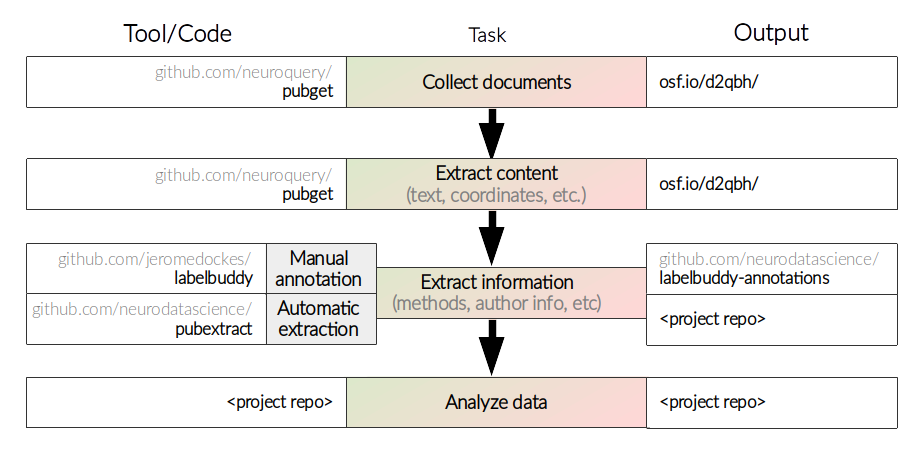 Tool/Code
Task
Output
github.com/neuroquery/
pubget
Collect documents
osf.io/d2qbh/
github.com/neuroquery/
pubget
Extract content
(text, coordinates, etc.)
osf.io/d2qbh/
github.com/jeromedockes/
labelbuddy
Manual
annotation
github.com/neurodatascience/
pubextract
Automatic
extraction
Extract information
(methods, author info, etc)
github.com/neurodatascience/
labelbuddy-annotations
<project repo>
<project repo>
Analyze data
<project repo>